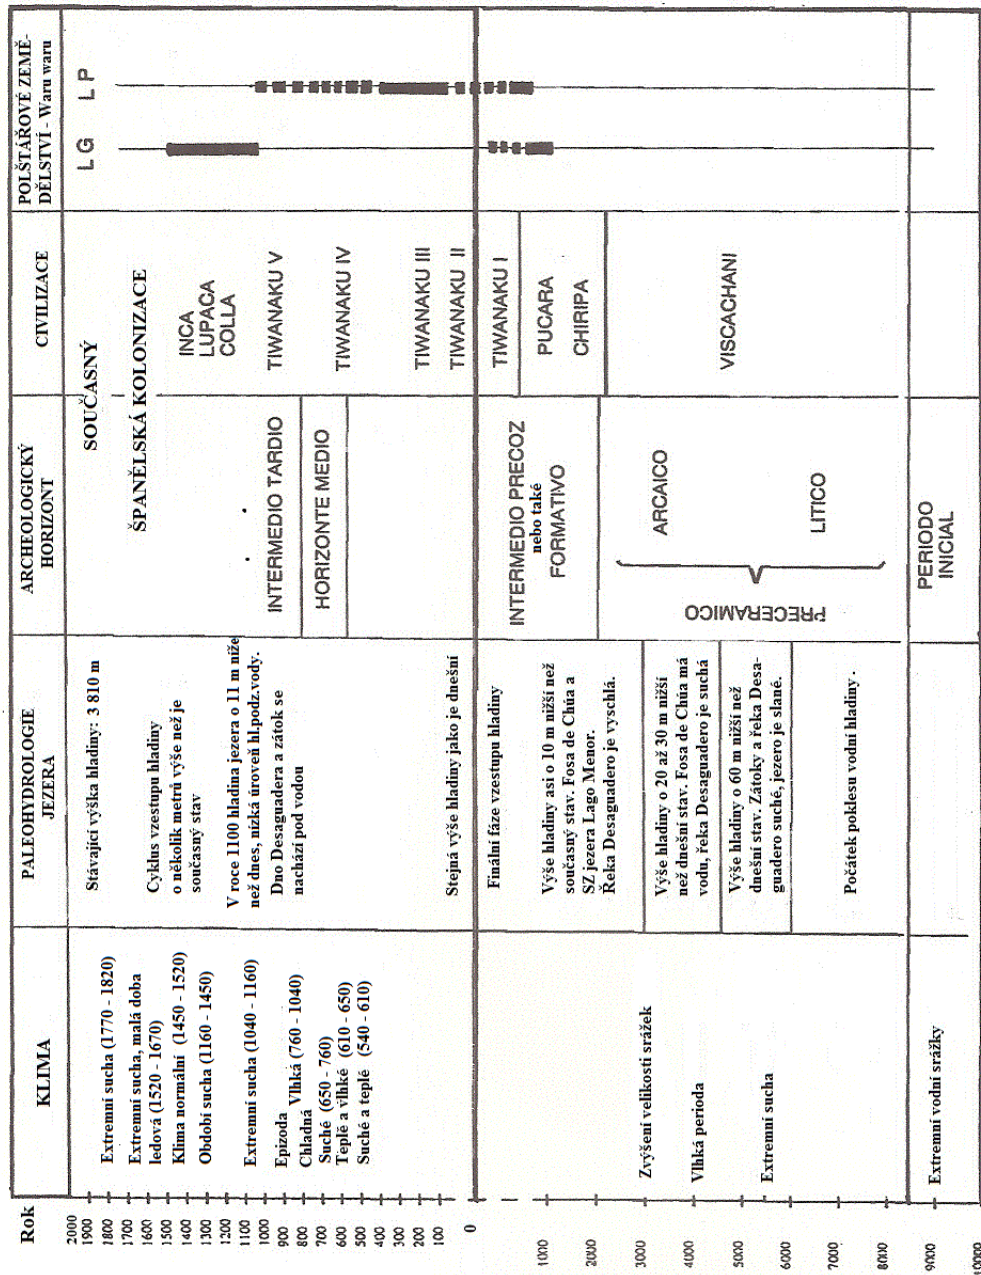 Rok
2000
1900
1800
1700
1600
1500
1400
1300
1200
1100
1000
900
800
700
600
500
400
300
200
100
0
1000
2000
3000
4000
5000
6000
7000
8000
9000
10000
KLIMA
Extremní sucha (1770 - 1820)
Extremní sucha, malá doba
ledová (1520 - 1670)
Klima normální (1450 - 1520)
Období sucha (1160 - 1450)
Extremní sucha (1040 - 1160)
Epizoda
Vlhká (760 - 1040)
Chladná
Suché (650 - 760)
Teplé a vlhké (610 - 650)
Suché a teplé (540 - 610)
Zvýšení velikosti srážek
Vlhká perioda
Extremní sucha
Extremní vodní srážky
PALEOHYDROLOGIE
JEZERA
Stávající výška hladiny: 3 810 m
Cyklus vzestupu hladiny
o několik metrů výše než je
současný stav
V roce 1100 hladina jezera o 11 m níže
než dnes, nízká úroveň hl.podz.vody.
Dno Desaguadera a zátok se
nachází pod vodou
Stejná výše hladiny jako je dnešní
Finální fáze vzestupu hladiny
Výše hladiny asi o 10 m nižší než
současný stav. Fosa de Chúa a
SZ jezera Lago Menor.
Řeka Desaguadero je vyschlá.
Výše hladiny o 20 až 30 m nižší
než dnešní stav. Fosa de Chúa má
vodu, řeka Desaguadero je suchá
Výše hladiny o 60 m nižší než
dnešní stav. Zátoky a řeka Desa-
guadero suché, jezero je slané.
Počátek poklesu vodní hladiny .
ARCHEOLOGICKÝ
HORIZONT
SOUČASNÝ
ŠPANĚLSKÁ KOLONIZACE
INTERMEDIO TARDIO
HORIZONTE MEDIO
INTERMEDIO PRECOZ
nebo také
FORMATIVO
ARCAICO
LITICO
PRECERAMICO
PERIODO
INICIAL
CIVILIZACE
INCA
LUPACA
COLLA
TIWANAKU V
TIWANAKU IV
TIWANAKU III
TIWANAKU II
TIWANAKU I
PUCARA
CHIRIPA
VISCACHANI
POLŠTÁŘOVÉ ZEMĚ-
DĚLSTVÍ - Waru waru
LG
LP